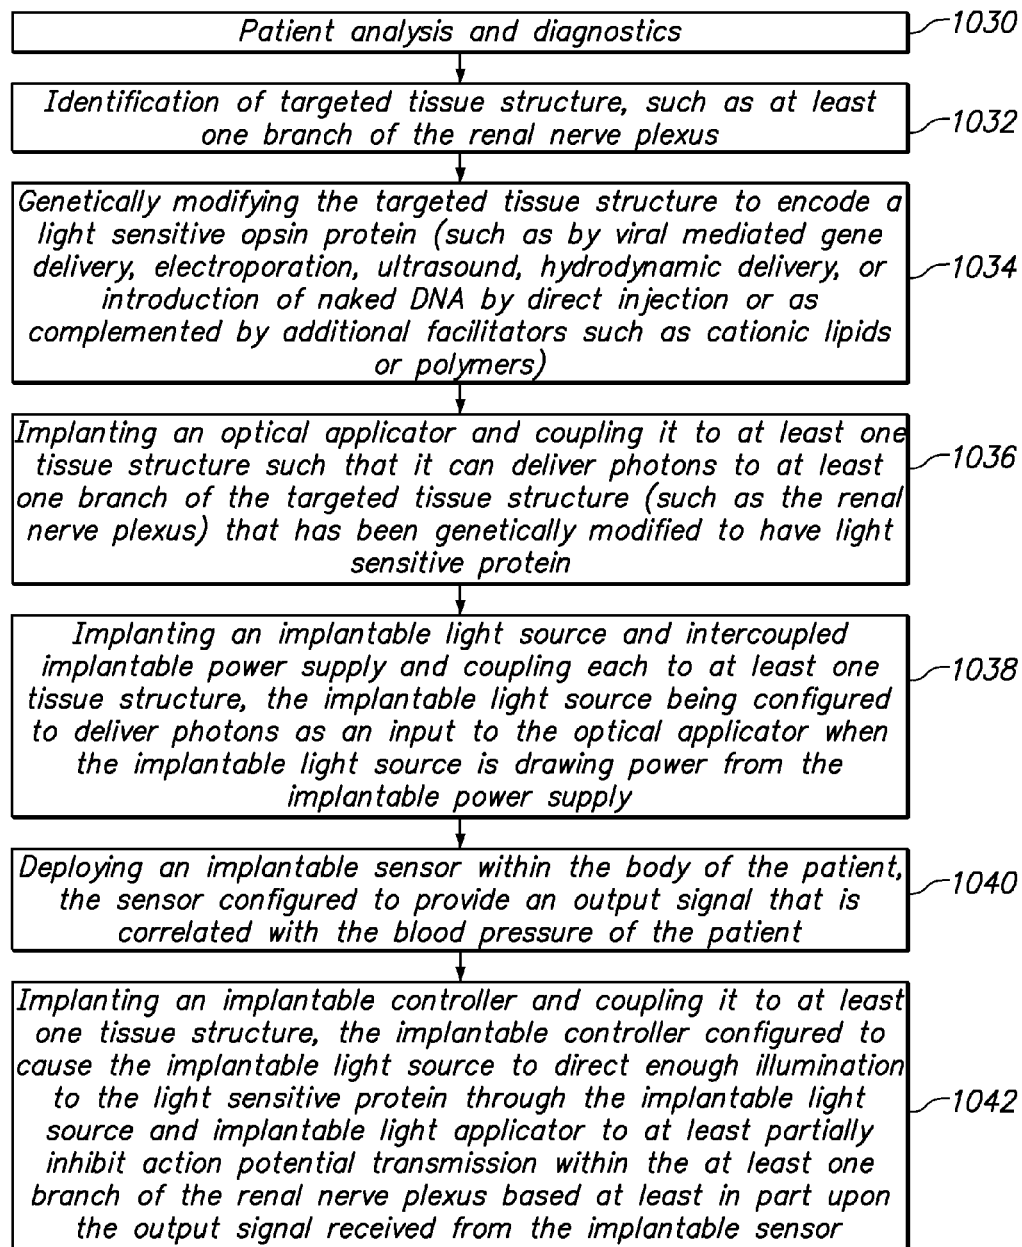 Patient analysis and diagnostics
1030
Identification of targeted tissue structure, such as at least
one branch of the renal nerve plexus
1032
Genetically modifying the targeted tissue structure to encode a
light sensitive opsin protein (such as by viral mediated gene
delivery, electroporation, ultrasound, hydrodynamic delivery, or
introduction of naked DNA by direct injection or as
complemented by additional facilitators such as cationic lipids
or polymers)
1034
Implanting an optical applicator and coupling it to at least one
tissue structure such that it can deliver photons to at least
one branch of the targeted tissue structure (such as the renal
nerve plexus) that has been genetically modified to have light
sensitive protein
1036
Implanting an implantable light source and intercoupled
implantable power supply and coupling each to at least one
tissue structure, the implantable light source being configured
to deliver photons as an input to the optical applicator when
the implantable light source is drawing power from the
implantable power supply
1038
Deploying an implantable sensor within the body of the patient,
the sensor configured to provide an output signal that is
correlated with the blood pressure of the patient
1040
Implanting an implantable controller and coupling it to at least
one tissue structure, the implantable controller configured to
cause the implantable light source to direct enough illumination
to the light sensitive protein through the implantable light
source and implantable light applicator to at least partially
inhibit action potential transmission within the at least one
branch of the renal nerve plexus based at least in part upon
the output signal received from the implantable sensor
1042